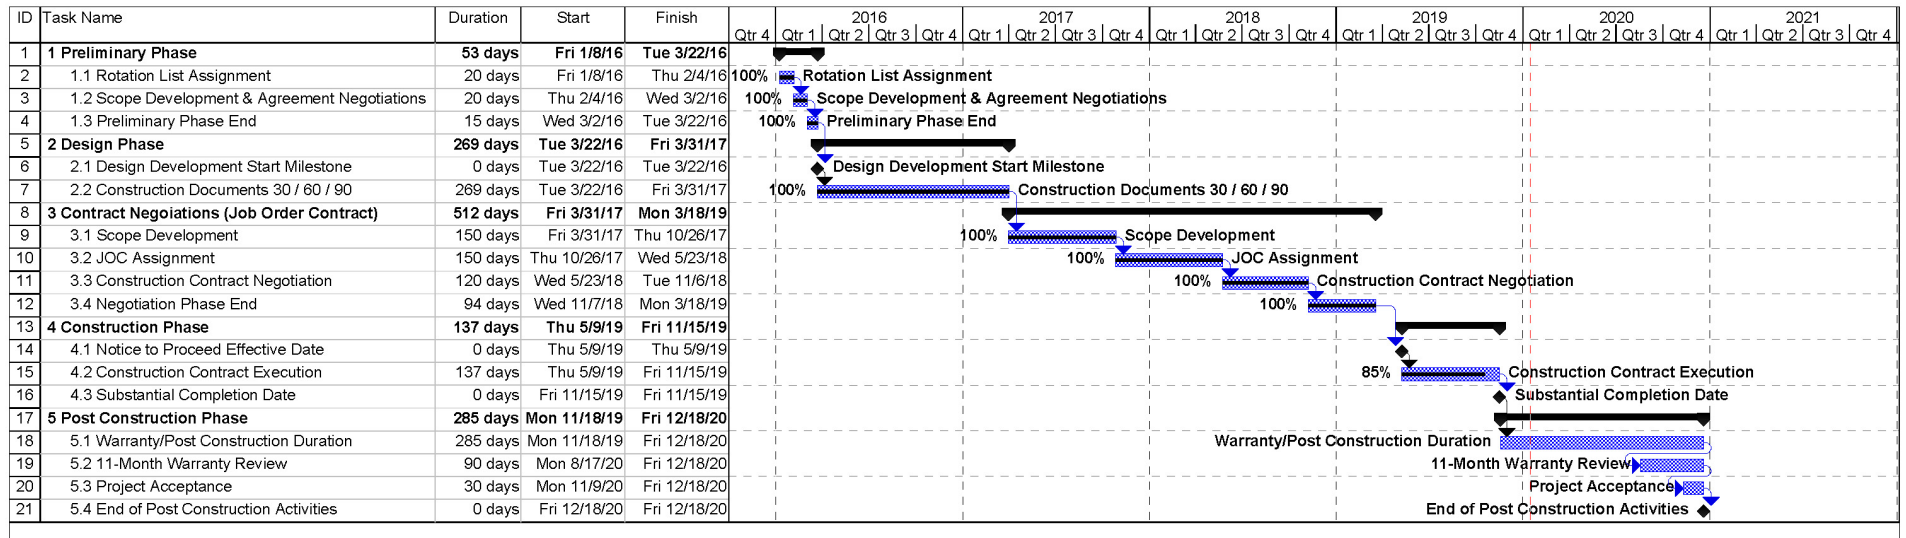 ID Task Name Duration Start Finish 2016 2017 2018 2019 2020 2021
Qtr 4 Qtr 1 Qtr 2 Qtr 3 Qtr 4 Qtr 1 Qtr 2 Qtr 3 Qtr 4 Qtr 1 Qtr 2 Qtr 3 Qtr 4 Qtr 1 Qtr 2 Qtr 3 Qtr 4 Qtr 1 Qtr 2 Qtr 3 Qtr 4 Qtr 1 Qtr 2 Qtr 3 Qtr 4
1 1 Preliminary Phase 53 days Fri 1/8/16 Tue 3/22/16
2 1.1 Rotation List Assignment 20 days Fri 1/8/16 Thu 2/4/16 100% Rotation List Assignment
3 1.2 Scope Development & Agreement Negotiations 20 days Thu 2/4/16 Wed 3/2/16 100% Scope Development & Agreement Negotiations
4 1.3 Preliminary Phase End 15 days Wed 3/2/16 Tue 3/22/16 100% Preliminary Phase End
5 2 Design Phase 269 days Tue 3/22/16 Fri 3/31/17
6 2.1 Design Development Start Milestone 0 days Tue 3/22/16 Tue 3/22/16 Design Development Start Milestone
7 2.2 Construction Documents 30 / 60 / 90 269 days Tue 3/22/16 Fri 3/31/17 100% Construction Documents 30 / 60 / 90
8 3 Contract Negoiations (Job Order Contract) 512 days Fri 3/31/17 Mon 3/18/19
9 3.1 Scope Development 150 days Fri 3/31/17 Thu 10/26/17 100% Scope Development
10 3.2 JOC Assignment 150 days Thu 10/26/17 Wed 5/23/18 100% JOC Assignment
11 3.3 Construction Contract Negotiation 120 days Wed 5/23/18 Tue 11/6/18 100% Construction Contract Negotiation
12 3.4 Negotiation Phase End 94 days Wed 11/7/18 Mon 3/18/19 100%
13 4 Construction Phase 137 days Thu 5/9/19 Fri 11/15/19
14 4.1 Notice to Proceed Effective Date 0 days Thu 5/9/19 Thu 5/9/19
15 4.2 Construction Contract Execution 137 days Thu 5/9/19 Fri 11/15/19 85% Construction Contract Execution
16 4.3 Substantial Completion Date 0 days Fri 11/15/19 Fri 11/15/19 Substantial Completion Date
17 5 Post Construction Phase 285 days Mon 11/18/19 Fri 12/18/20
18 5.1 Warranty/Post Construction Duration 285 days Mon 11/18/19 Fri 12/18/20 Warranty/Post Construction Duration
19 5.2 11-Month Warranty Review 90 days Mon 8/17/20 Fri 12/18/20 11-Month Warranty Review
20 5.3 Project Acceptance 30 days Mon 11/9/20 Fri 12/18/20 Project Acceptance
21 5.4 End of Post Construction Activities 0 days Fri 12/18/20 Fri 12/18/20 End of Post Construction Activities